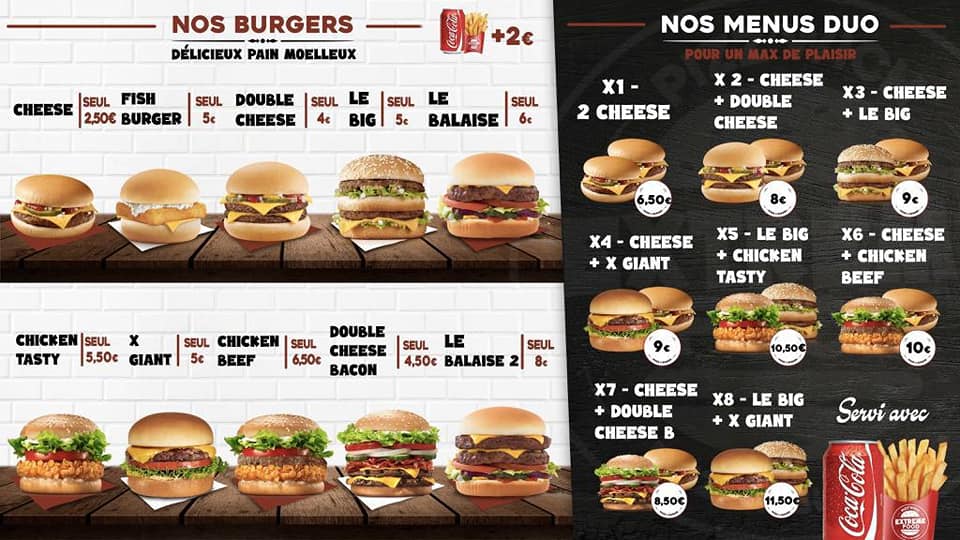 NOS BURGERS
DÉLICIEUX PAIN MOELLEUX
Coca-Cola
+2€
CHEESE
SEUL
2,50€
FISH
BURGER
SEUL
5€
DOUBLE
CHEESE
SEUL
4€
LE
BIG
SEUL
5€
LE
BALAISE
SEUL
6€
CHICKEN
TASTY
SEUL
5,50€
X
GIANT
SEUL
5€
CHICKEN
BEEF
SEUL
6,50€
DOUBLE
CHEESE
BACON
SEUL
4,50€
LE
BALAISE 2
SEUL
8€
NOS MENUS DUO
POUR UN MAX DE PLAISIR
X1 -
2 CHEESE
6,50€
X 2 - CHEESE
+ DOUBLE
CHEESE
8€
X3 - CHEESE
+ LE BIG
9€
X4 - CHEESE
+ X GIANT
9€
X5 - LE BIG
+ CHICKEN
TASTY
10,50€
X6 - CHEESE
+ CHICKEN
BEEF
10€
X7 - CHEESE
+ DOUBLE
CHEESE B
8,50€
X8 - LE BIG
+ X GIANT
11,50€
Servi avec
Coca-Cola
EXTREME
FOOD